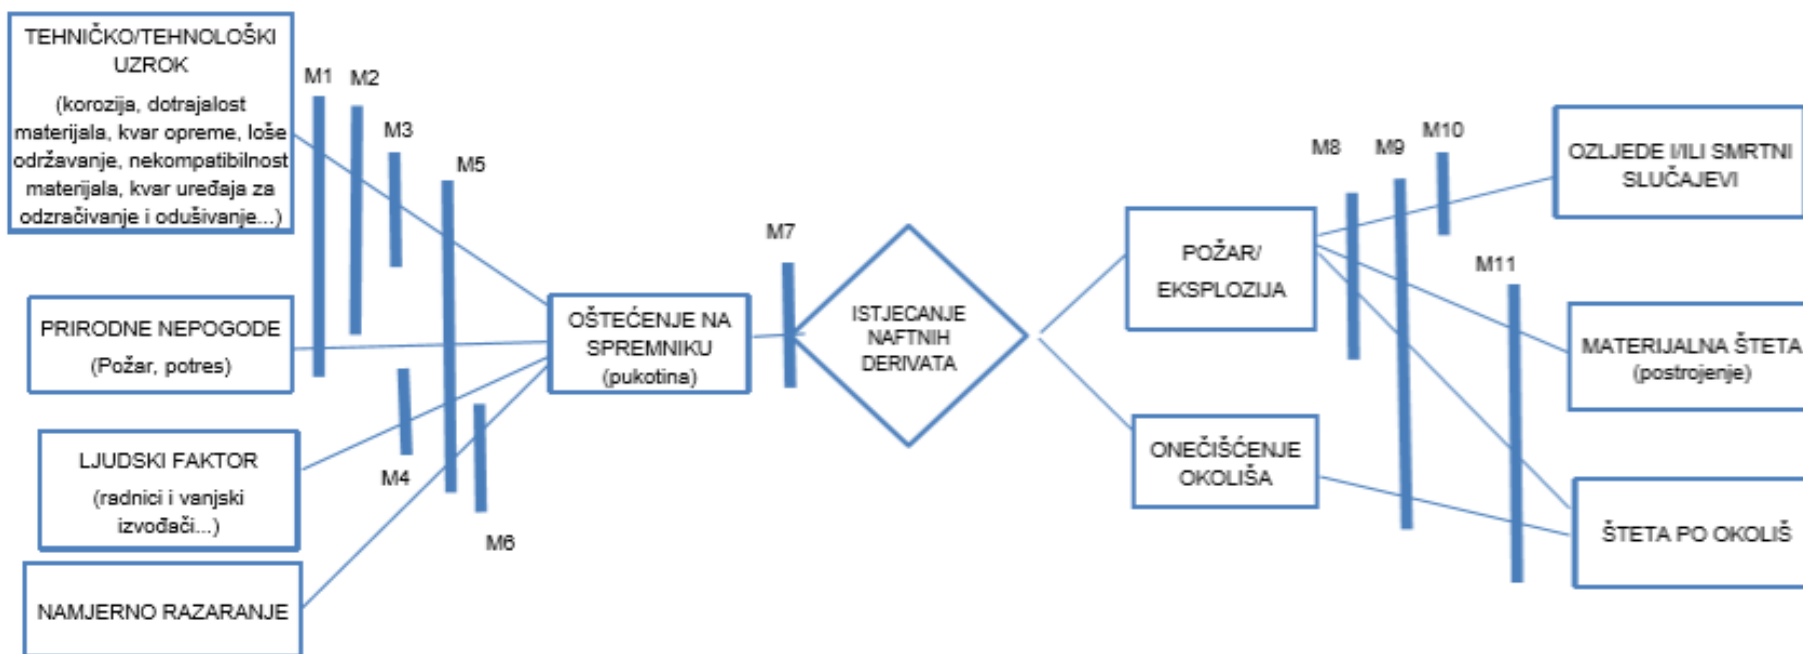 TEHNIČKO/TEHNOLOŠKI
UZROK
(korozija, dotrajalost
materijala, kvar opreme, loše
održavanje, nekompatibilnost
materijala, kvar uređaja za
odzračivanje i odušivanje...)
PRIRODNE NEPOGODE
(Požar, potres)
LJUDSKI FAKTOR
(radnici i vanjski
izvođači...)
NAMJERNO RAZARANJE
M1
M2
M3
M4
M5
M6
OŠTEĆENJE NA
SPREMNIKU
(pukotina)
M7
ISTJECANJE
NAFTNIH
DERIVATA
POŽAR/
EKSPLOZIJA
ONEČIŠĆENJE
OKOLIŠA
M8
M9
M10
M11
OZLJEDE I/ILI SMRTNI
SLUČAJEVI
MATERIJALNA ŠTETA
(postrojenje)
ŠTETA PO OKOLIŠ